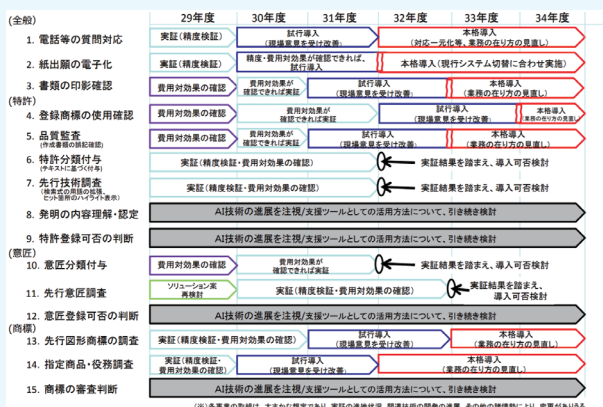 (全般)
29年度 30年度 31年度 32年度 33年度 34年度
1. 電話等の質問対応
実証(精度検証)
試行導入
(現場意見を受け改善)
本格導入
(対応一元化等、業務の在り方の見直し)
2. 紙出願の電子化
実証(精度検証)
精度・費用対効果が確認できれば、
試行導入
本格導入(現行システム切替に合わせ実施)
3. 書類の印影確認
費用対効果の確認
費用対効果が
確認できれば実証
試行導入
(現場意見を受け改善)
本格導入
(業務の在り方の見直し)
(特許)
4. 登録商標の使用確認
費用対効果の確認
費用対効果が
確認できれば実証
試行導入
(現場意見を受け改善)
本格導入
(業務の在り方の見直し)
5. 品質監査
(作成書類の誤記確認)
費用対効果の確認
費用対効果が
確認できれば実証
試行導入
(現場意見を受け改善)
本格導入
(業務の在り方の見直し)
6. 特許分類付与
(テキストに基づく付与)
実証(精度検証・費用対効果の確認)
実証結果を踏まえ、導入可否検討
7. 先行技術調査
(検索式の用語の拡張、
ヒット箇所のハイライト表示)
実証(精度検証・費用対効果の確認)
実証結果を踏まえ、導入可否検討
8. 発明の内容理解・認定
AI技術の進展を注視/支援ツールとしての活用方法について、引き続き検討
9. 特許登録可否の判断
AI技術の進展を注視/支援ツールとしての活用方法について、引き続き検討
(意匠)
10. 意匠分類付与
費用対効果の確認
費用対効果が
確認できれば実証
実証結果を踏まえ、導入可否検討
11. 先行意匠調査
ソリューション案
再検討
実証(精度検証・費用対効果の確認)
実証結果を踏まえ、
導入可否検討
12. 意匠登録可否の判断
AI技術の進展を注視/支援ツールとしての活用方法について、引き続き検討
(商標)
13. 先行図形商標の調査
実証(精度検証・費用対効果の確認)
試行導入
(現場意見を受け改善)
本格導入
(業務の在り方の見直し)
14. 指定商品・役務調査
実証(精度検証・
費用対効果の確認)
試行導入
(現場意見を受け改善)
本格導入
(業務の在り方の見直し)
15. 商標の審査判断
AI技術の進展を注視/支援ツールとしての活用方法について、引き続き検討